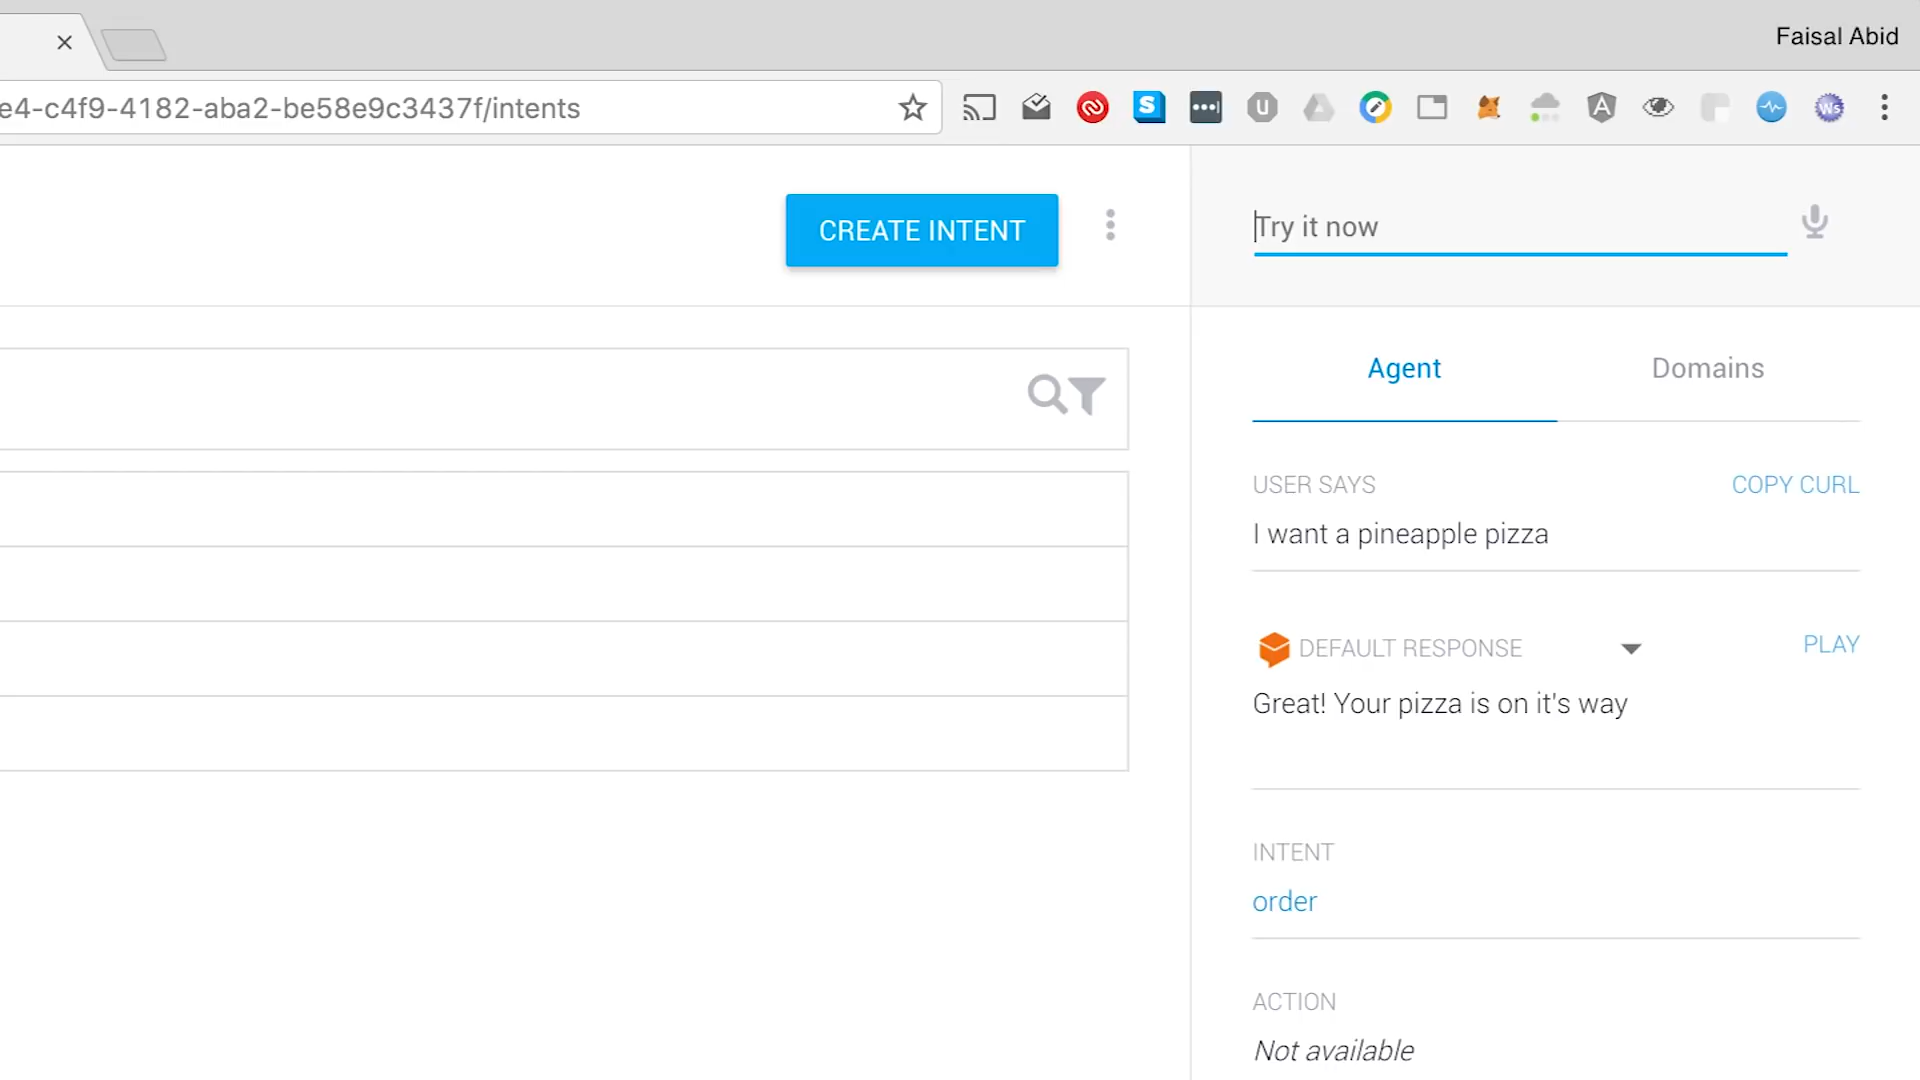 Faisal Abid
e4-c4f9-4182-aba2-be58e9c3437f/intents
CREATE INTENT
Try it now
Agent
Domains
USER SAYS
COPY CURL
I want a pineapple pizza
DEFAULT RESPONSE
PLAY
Great! Your pizza is on it's way
INTENT
order
ACTION
Not available